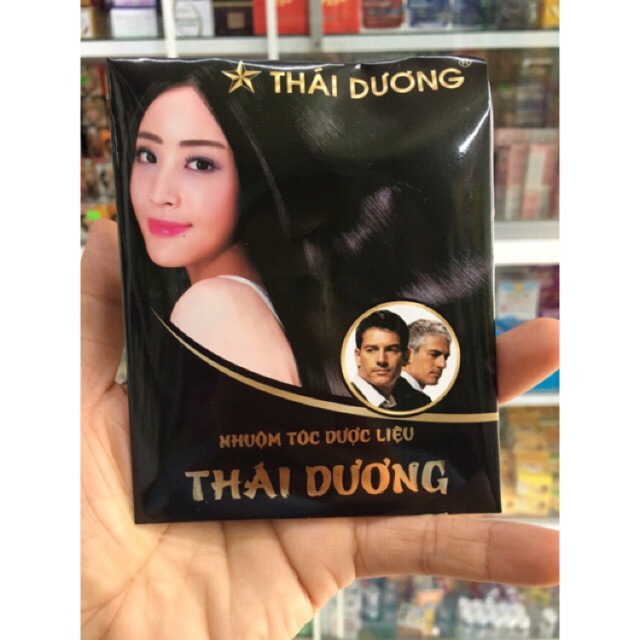 THÁI DƯƠNG®
NHUỘM TÓC DƯỢC LIỆU
THÁI DƯƠNG